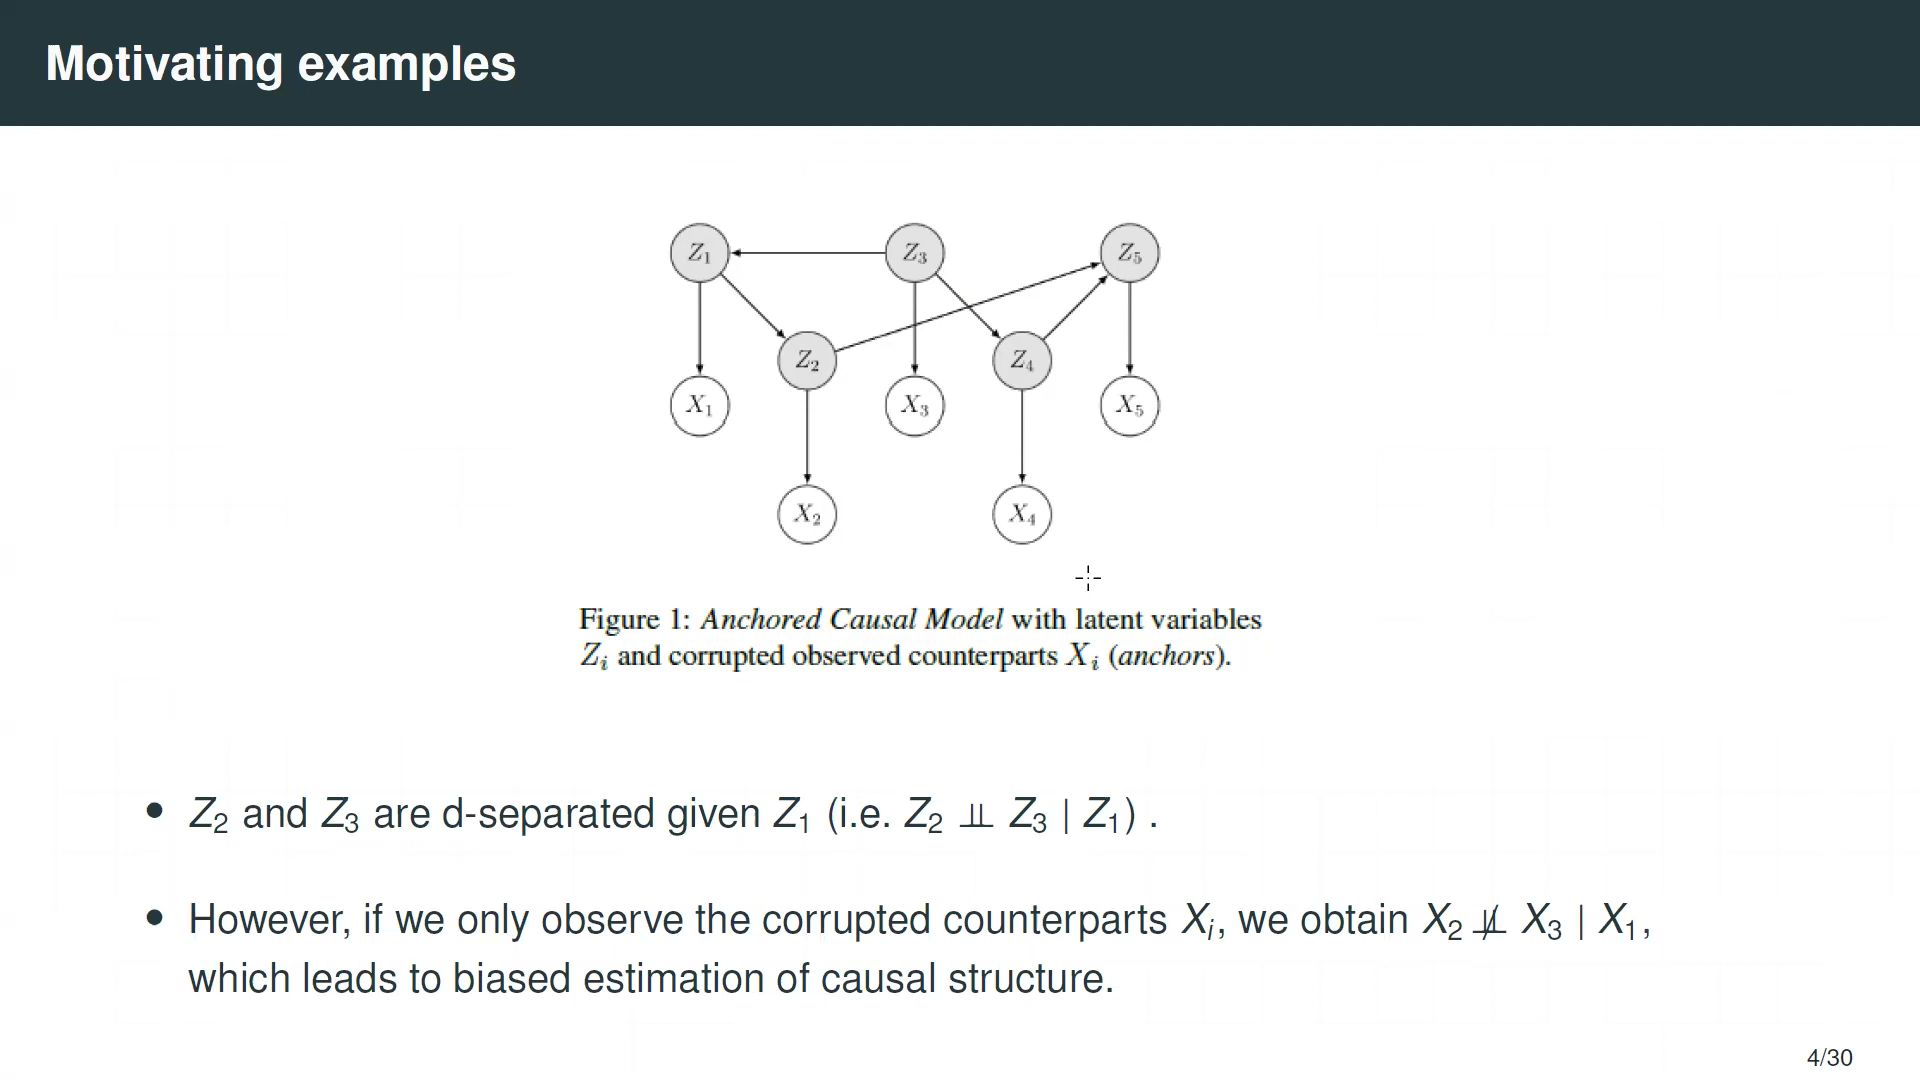 Motivating examples
Z₁ Z₃ Z₅
Z₂ Z₄
X₁ X₃ X₅
X₂ X₄
Figure 1: Anchored Causal Model with latent variables
Zᵢ and corrupted observed counterparts Xᵢ (anchors).
• Z₂ and Z₃ are d-separated given Z₁ (i.e. Z₂ ⫫ Z₃ | Z₁) .
• However, if we only observe the corrupted counterparts Xᵢ, we obtain X₂ ⫫̸ X₃ | X₁,
which leads to biased estimation of causal structure.
4/30